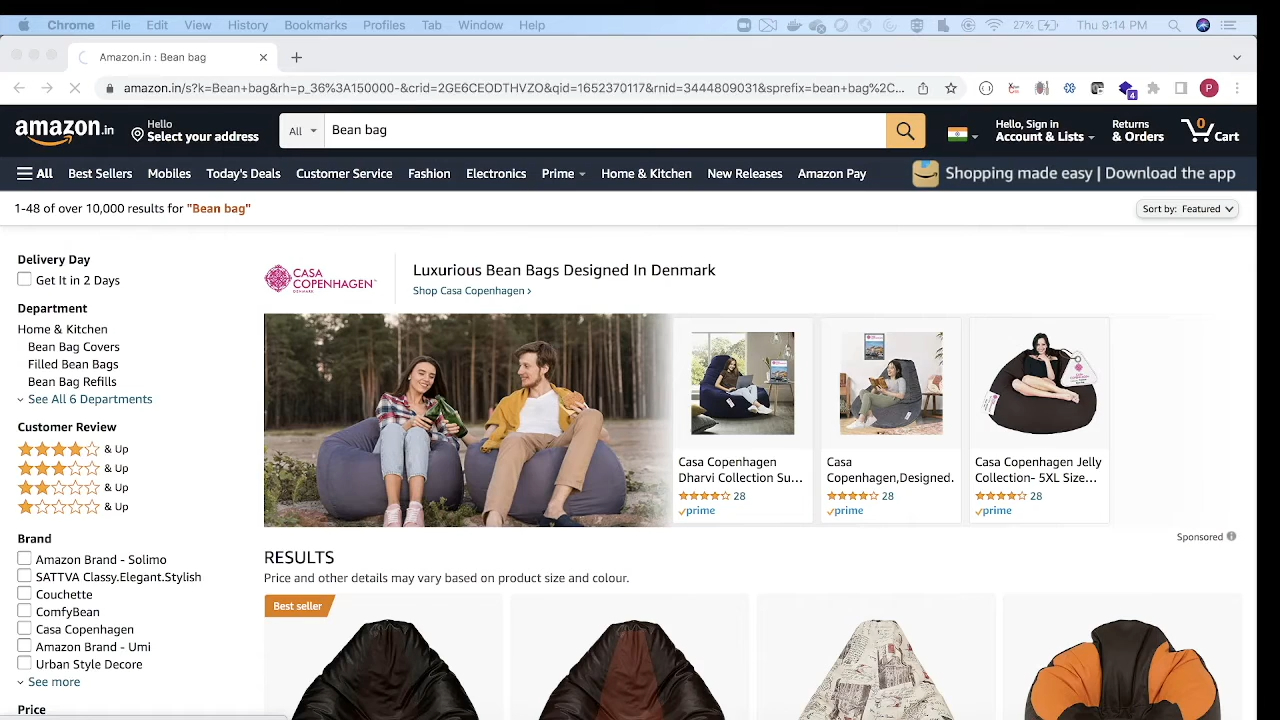 Chrome File Edit View History Bookmarks Profiles Tab Window Help 27% Thu 9:14 PM
Amazon.in : Bean bag
amazon.in/s?k=Bean+bag&rh=p_36%3A150000-&crid=2GE6CEODTHVZO&qid=1652370117&rnid=3444809031&sprefix=bean+bag%2C...
4
P
amazon.in
Hello
Select your address
All
Bean bag
Hello, Sign in
Account & Lists
Returns
& Orders
0
Cart
All Best Sellers Mobiles Today's Deals Customer Service Fashion Electronics Prime Home & Kitchen New Releases Amazon Pay
Shopping made easy | Download the app
1-48 of over 10,000 results for "Bean bag"
Sort by: Featured
Delivery Day
Get It in 2 Days
Department
Home & Kitchen
Bean Bag Covers
Filled Bean Bags
Bean Bag Refills
See All 6 Departments
Customer Review
& Up
& Up
& Up
& Up
Brand
Amazon Brand - Solimo
SATTVA Classy.Elegant.Stylish
Couchette
ComfyBean
Casa Copenhagen
Amazon Brand - Umi
Urban Style Decore
See more
Price
CASA
COPENHAGEN
DENMARK
Luxurious Bean Bags Designed In Denmark
Shop Casa Copenhagen ›
Casa Copenhagen
Dharvi Collection Su...
28
prime
Casa
Copenhagen,Designed.
28
prime
Casa Copenhagen Jelly
Collection- 5XL Size...
28
prime
Sponsored
RESULTS
Price and other details may vary based on product size and colour.
Best seller